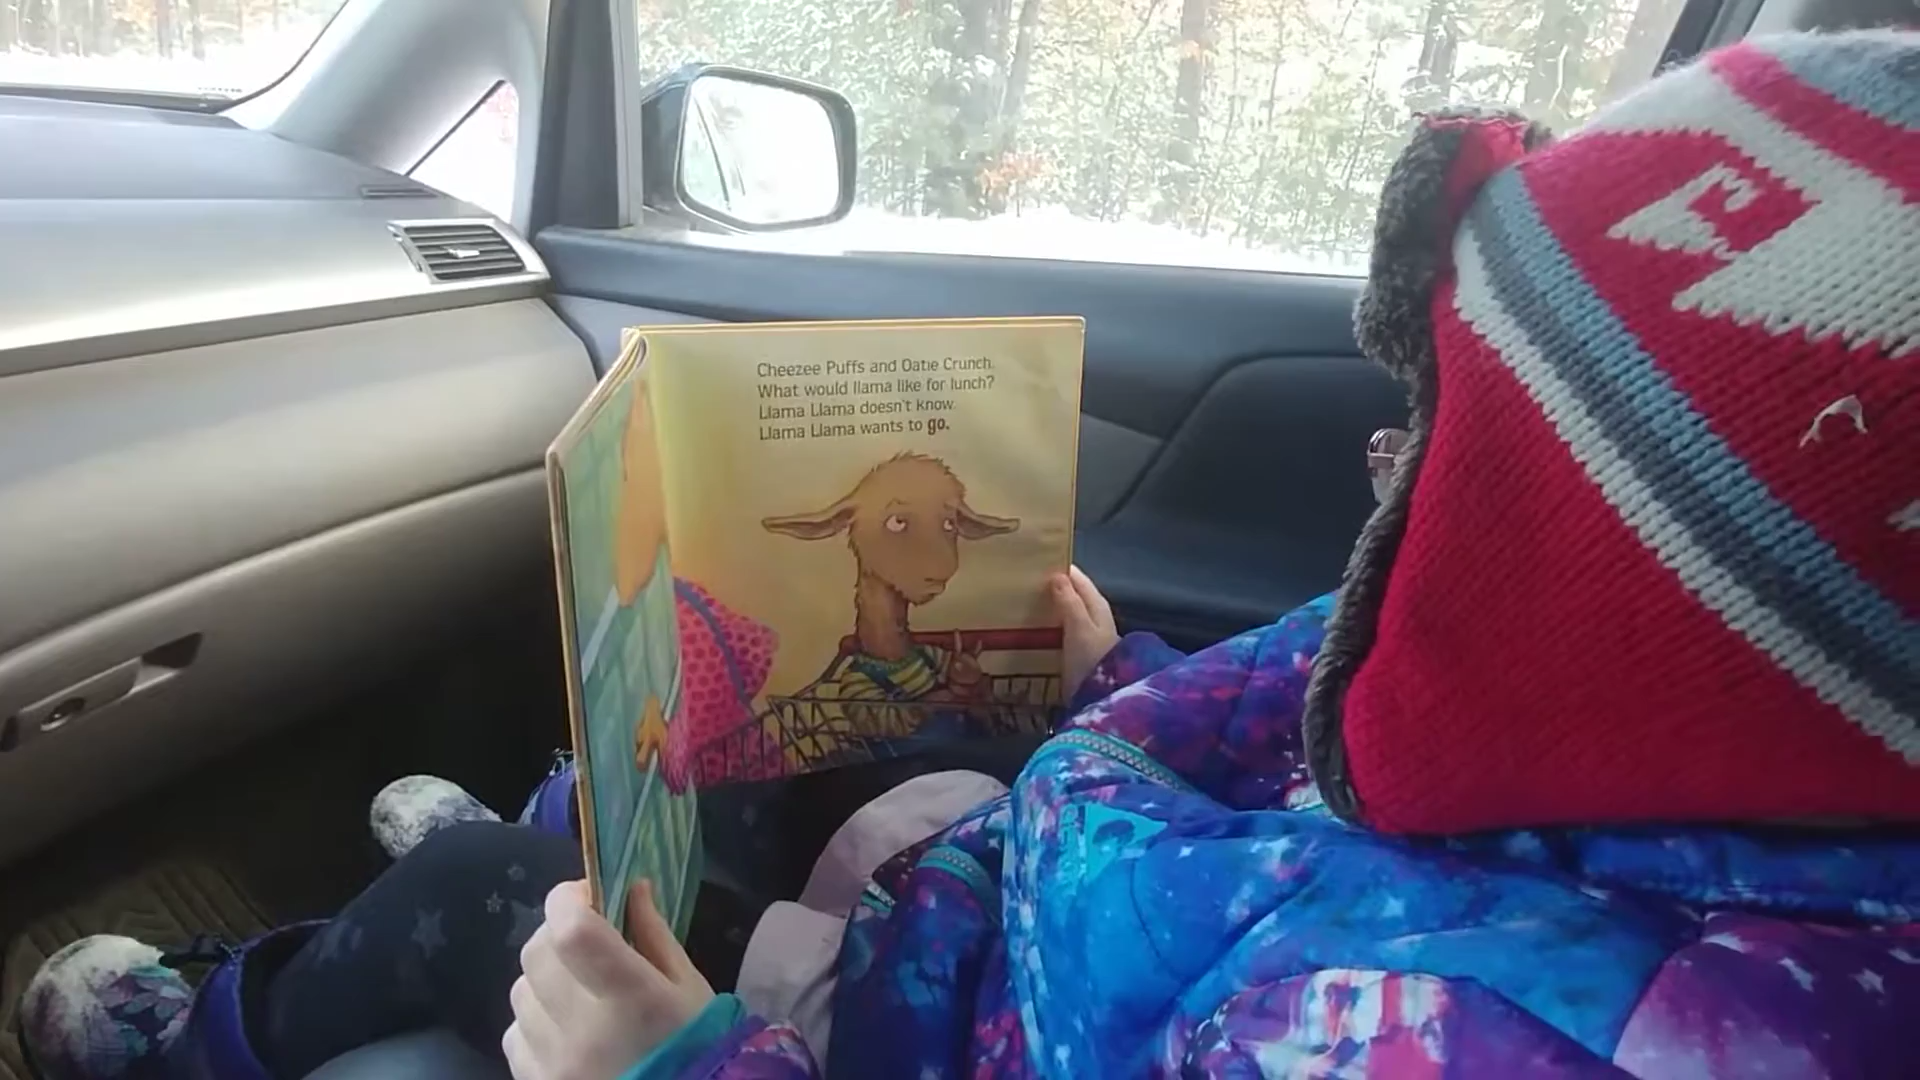 Cheezee Puffs and Oatie Crunch.
What would llama like for lunch?
Llama Llama doesn't know.
Llama Llama wants to go.